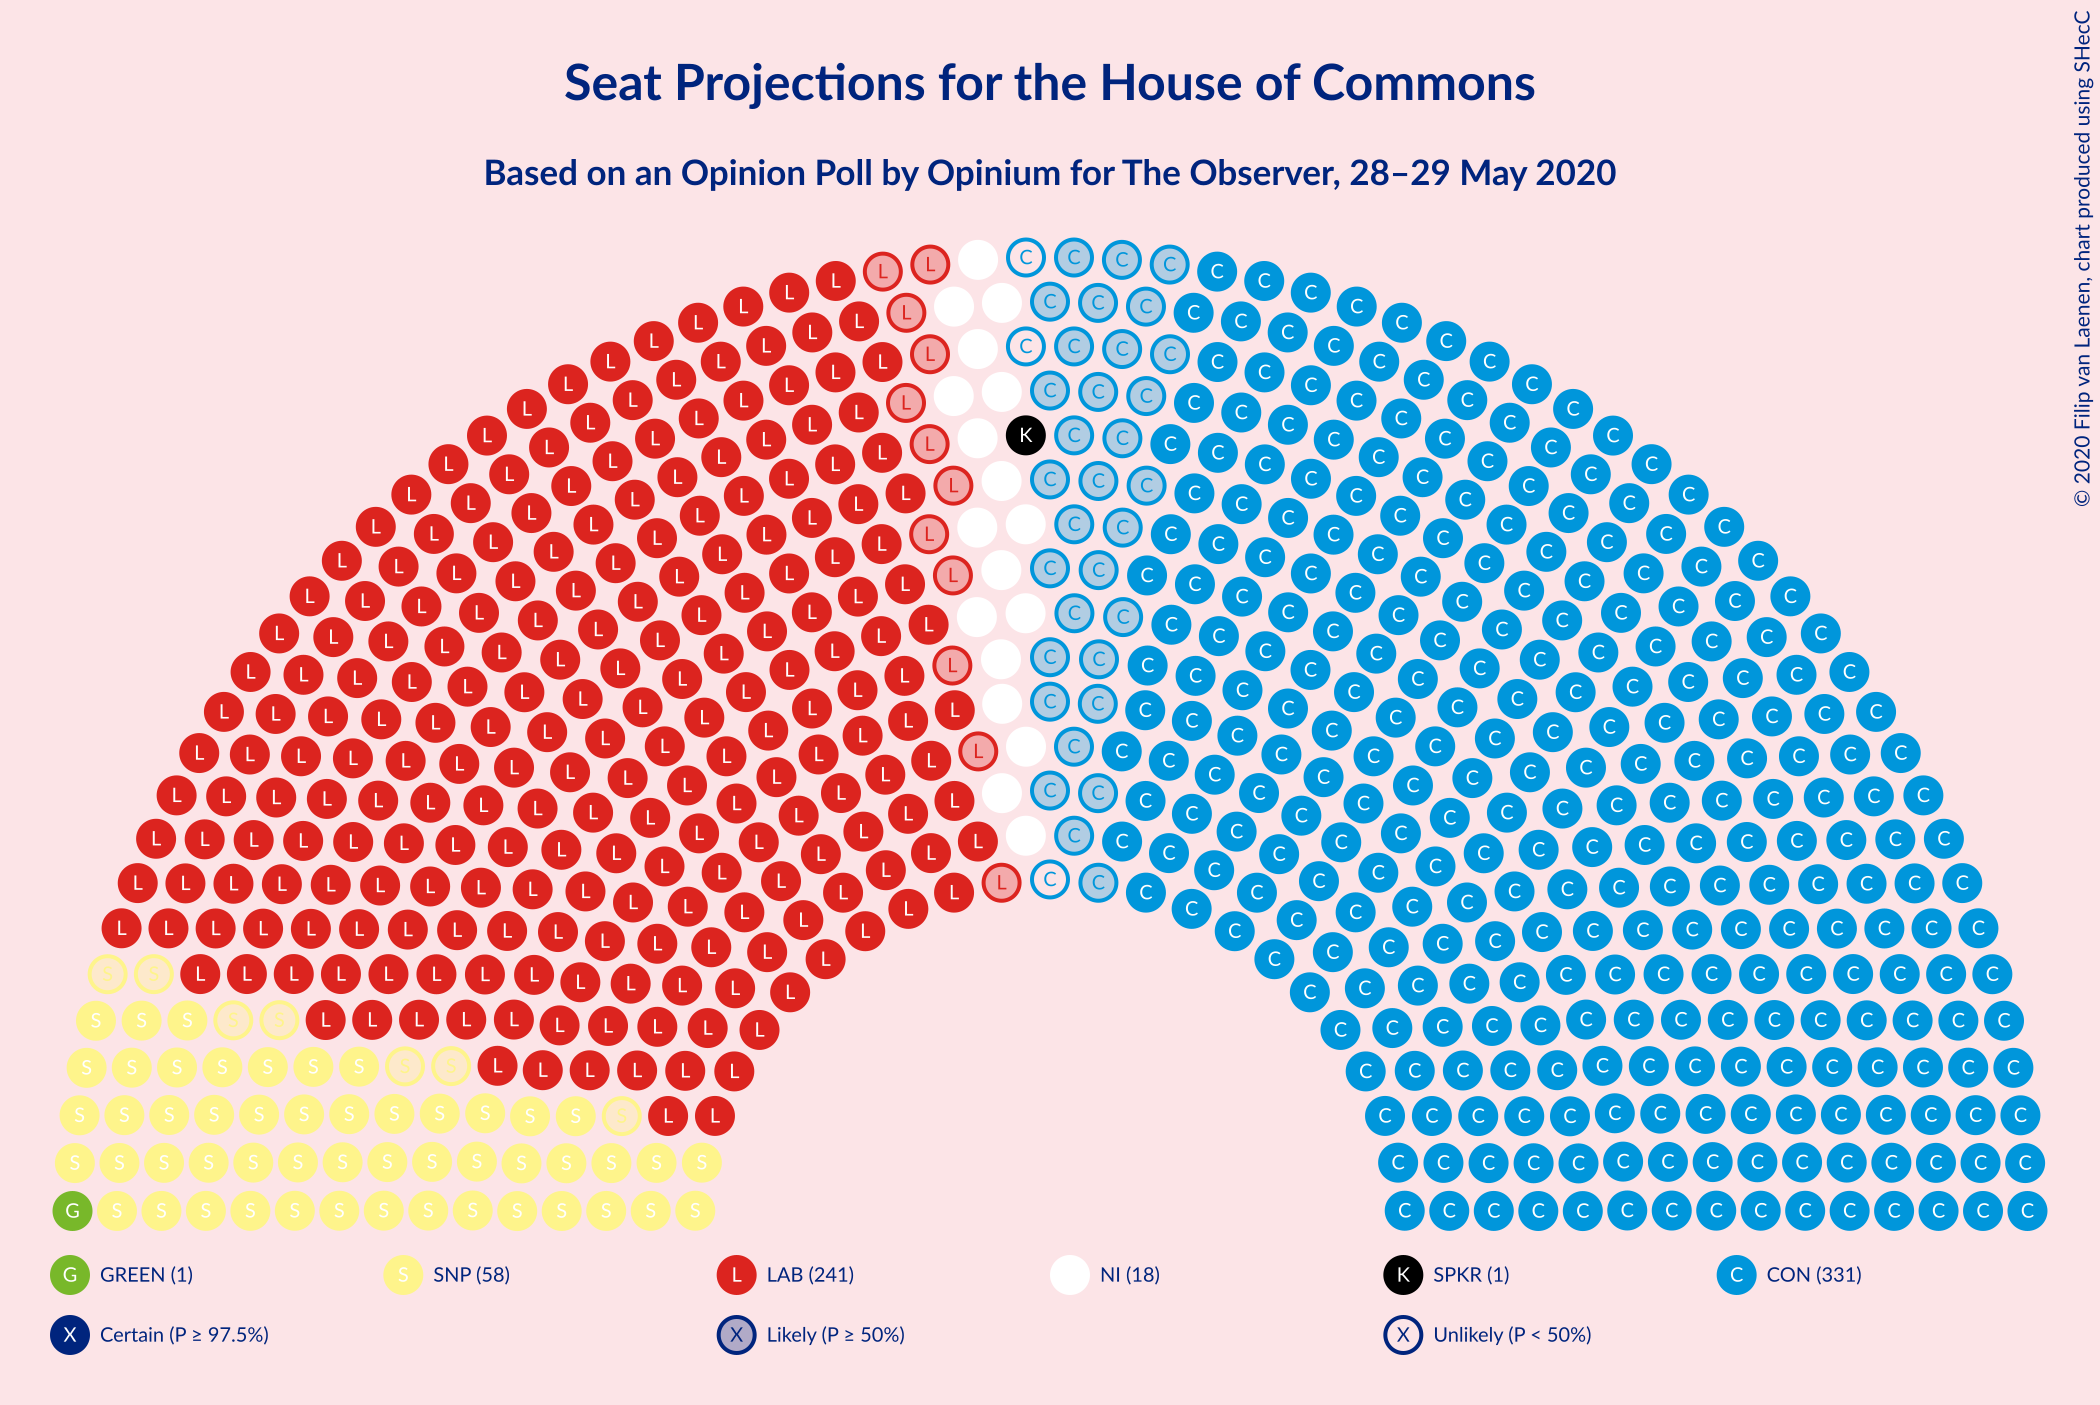 Seat Projections for the House of Commons
Based on an Opinion Poll by Opinium for The Observer, 28–29 May 2020
© 2020 Filip van Laenen, chart produced using SHecC
G GREEN (1)
S SNP (58)
L LAB (241)
NI (18)
K SPKR (1)
C CON (331)
X Certain (P ≥ 97.5%)
X Likely (P ≥ 50%)
X Unlikely (P < 50%)